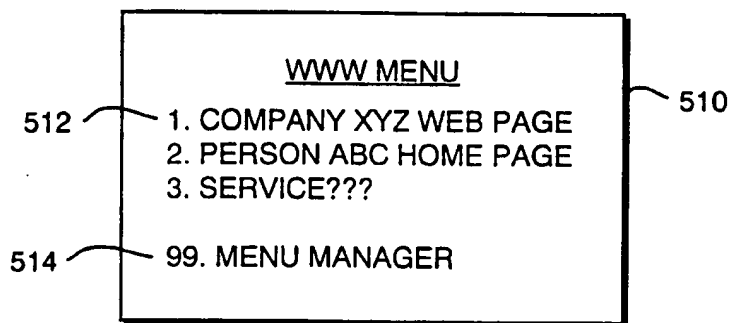 WWW MENU
510
512
1. COMPANY XYZ WEB PAGE
2. PERSON ABC HOME PAGE
3. SERVICE???
514
99. MENU MANAGER